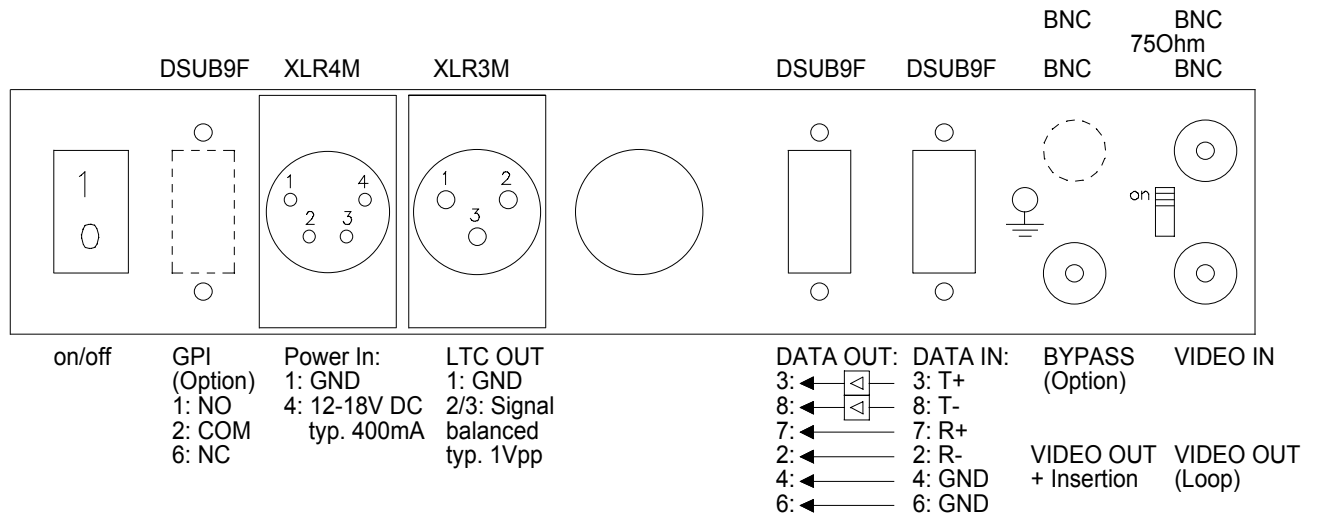 BNC BNC
75Ohm
DSUB9F XLR4M XLR3M DSUB9F DSUB9F BNC BNC
1 1 4 1 2
2 3 3 on
0
on/off GPI Power In: LTC OUT DATA OUT: DATA IN: BYPASS VIDEO IN
(Option) 1: GND 1: GND 3: 3: T+ (Option)
1: NO 4: 12-18V DC 2/3: Signal 8: 8: T-
2: COM typ. 400mA balanced 7: 7: R+
6: NC typ. 1Vpp 2: 2: R- VIDEO OUT VIDEO OUT
4: 4: GND + Insertion (Loop)
6: 6: GND